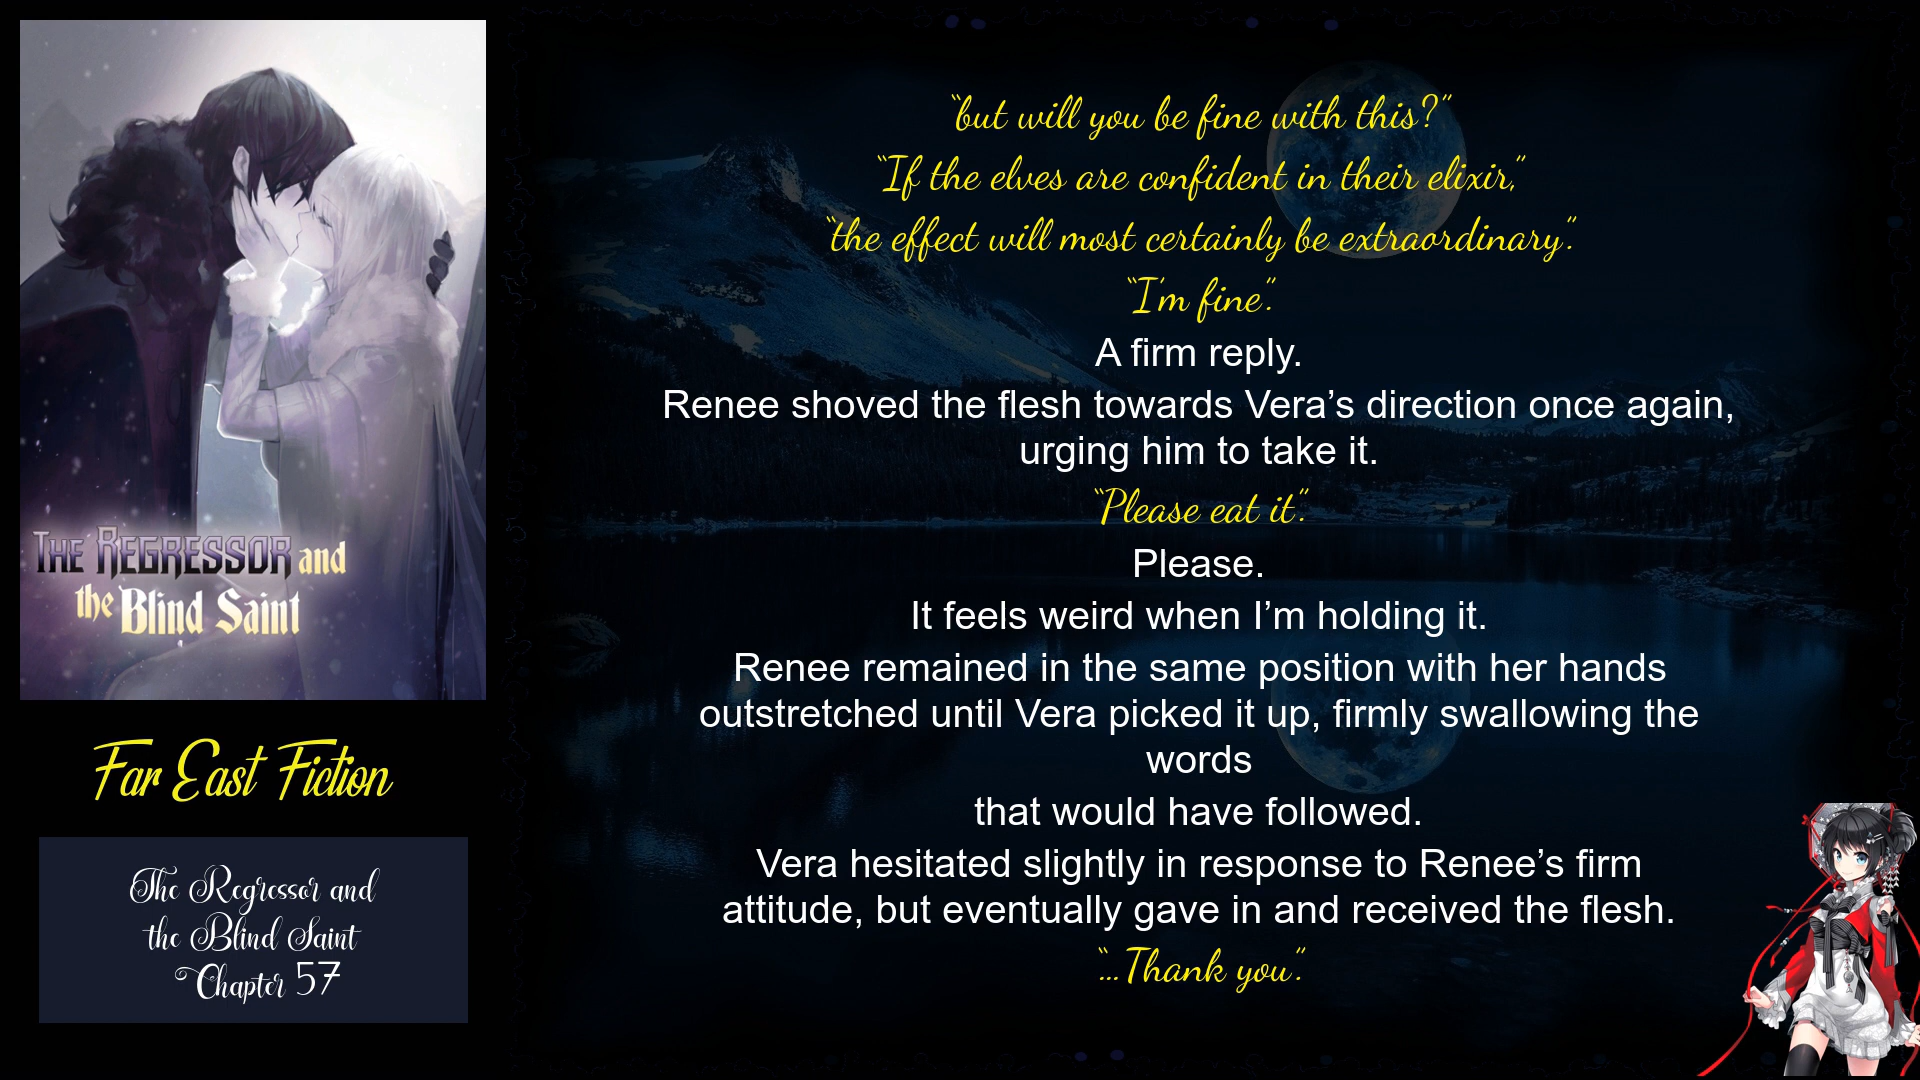 THE REGRESSOR and
the Blind Saint
Far East Fiction
The Regressor and
the Blind Saint
Chapter 57
“but will you be fine with this?”
“If the elves are confident in their elixir,”
“the effect will most certainly be extraordinary”.
“I’m fine”.
A firm reply.
Renee shoved the flesh towards Vera’s direction once again,
urging him to take it.
“Please eat it”.
Please.
It feels weird when I’m holding it.
Renee remained in the same position with her hands
outstretched until Vera picked it up, firmly swallowing the
words
that would have followed.
Vera hesitated slightly in response to Renee’s firm
attitude, but eventually gave in and received the flesh.
“…Thank you”.